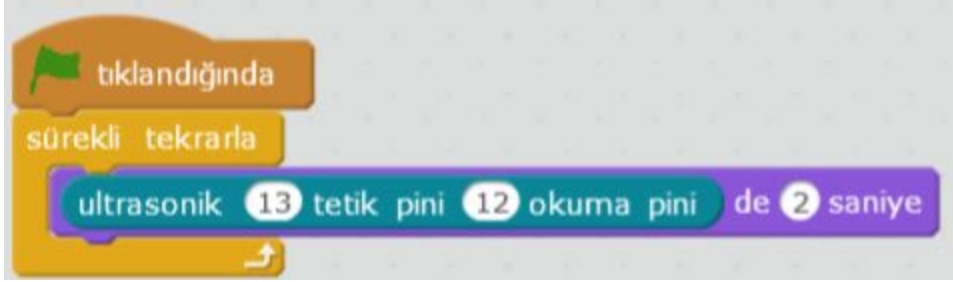 tıklandığında
sürekli tekrarla
ultrasonik 13 tetik pini 12 okuma pini de 2 saniye